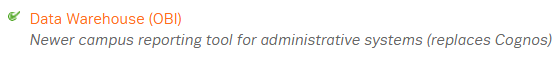 Data Warehouse (OBI)
Newer campus reporting tool for administrative systems (replaces Cognos)